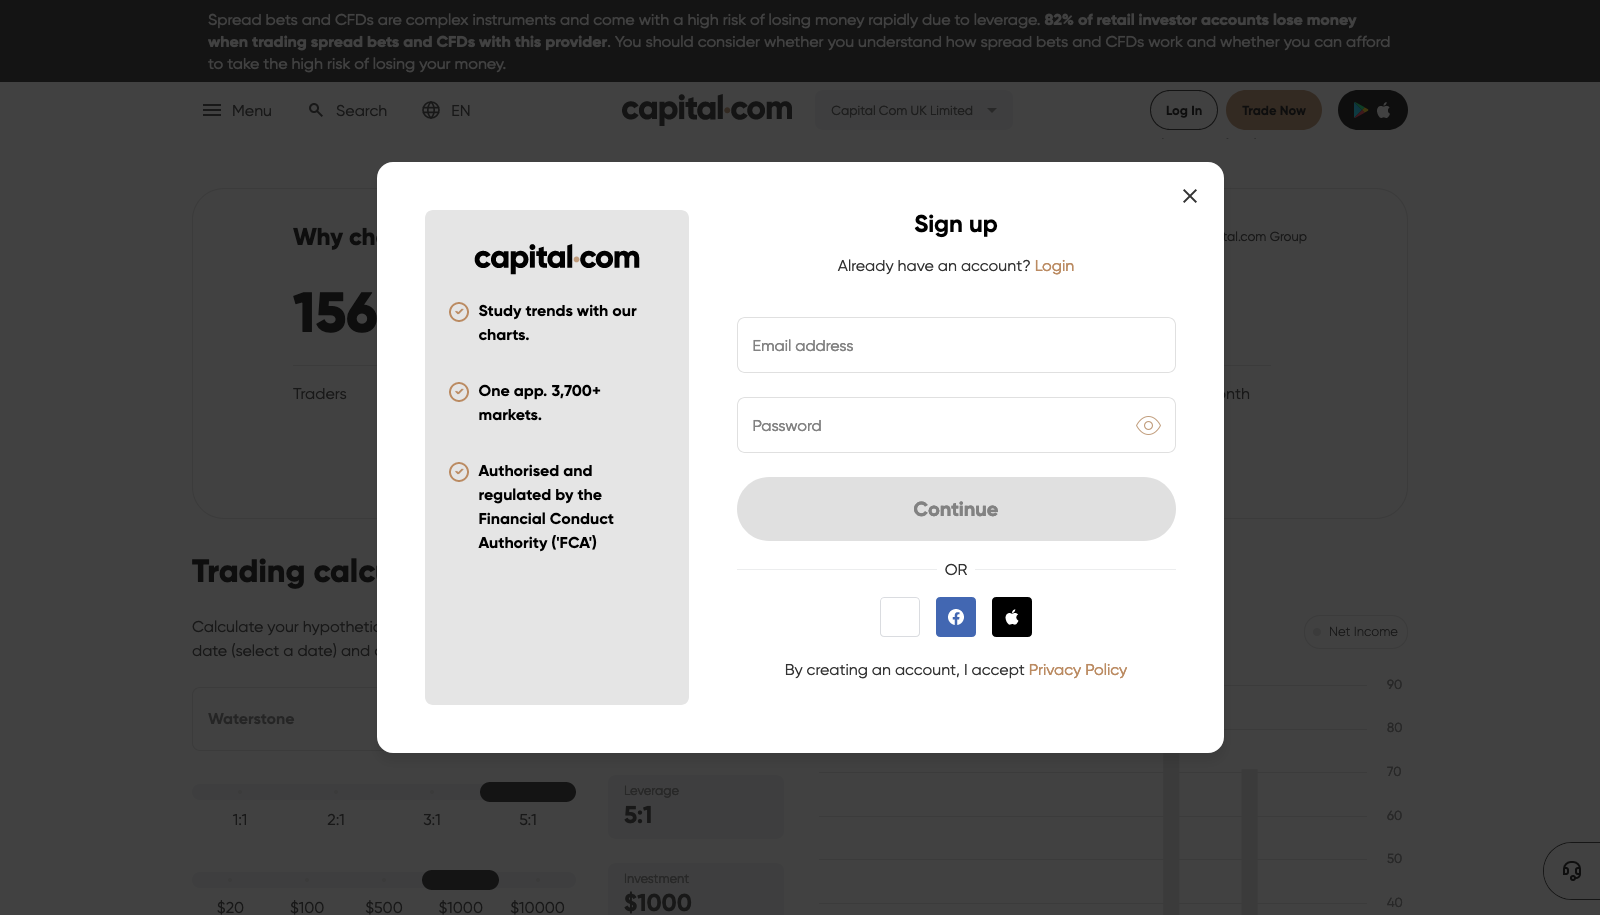 Spread bets and CFDs are complex instruments and come with a high risk of losing money rapidly due to leverage. 82% of retail investor accounts lose money
when trading spread bets and CFDs with this provider. You should consider whether you understand how spread bets and CFDs work and whether you can afford
to take the high risk of losing your money.
Menu
Search
EN
capital.com
Capital Com UK Limited
Log In
Trade Now
Why ch
tal.com Group
156
Traders
onth
capital.com
Study trends with our
charts.
One app. 3,700+
markets.
Authorised and
regulated by the
Financial Conduct
Authority ('FCA')
Sign up
Already have an account? Login
Email address
Password
Continue
OR
By creating an account, I accept Privacy Policy
Trading calc
Calculate your hypothetic
date (select a date) and
Net Income
Waterstone
1:1
2:1
3:1
5:1
Leverage
5:1
$20
$100
$500
$1000
$10000
Investment
$1000
90
80
70
60
50
40